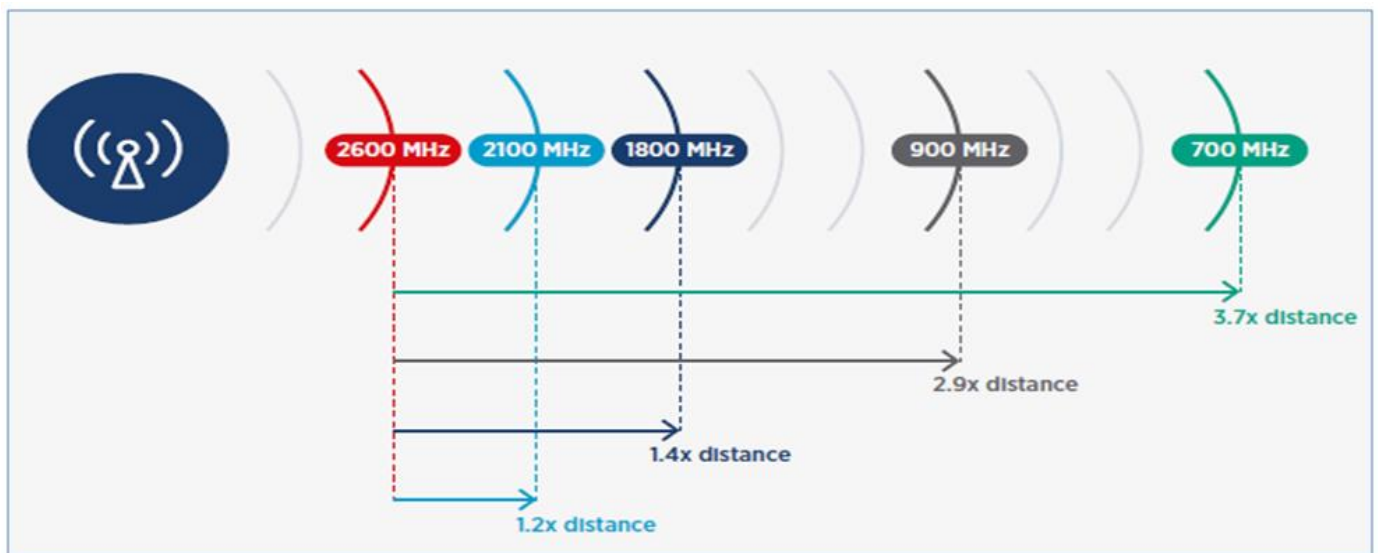 2600 MHz 2100 MHz 1800 MHz 900 MHz 700 MHz
3.7x distance
2.9x distance
1.4x distance
1.2x distance